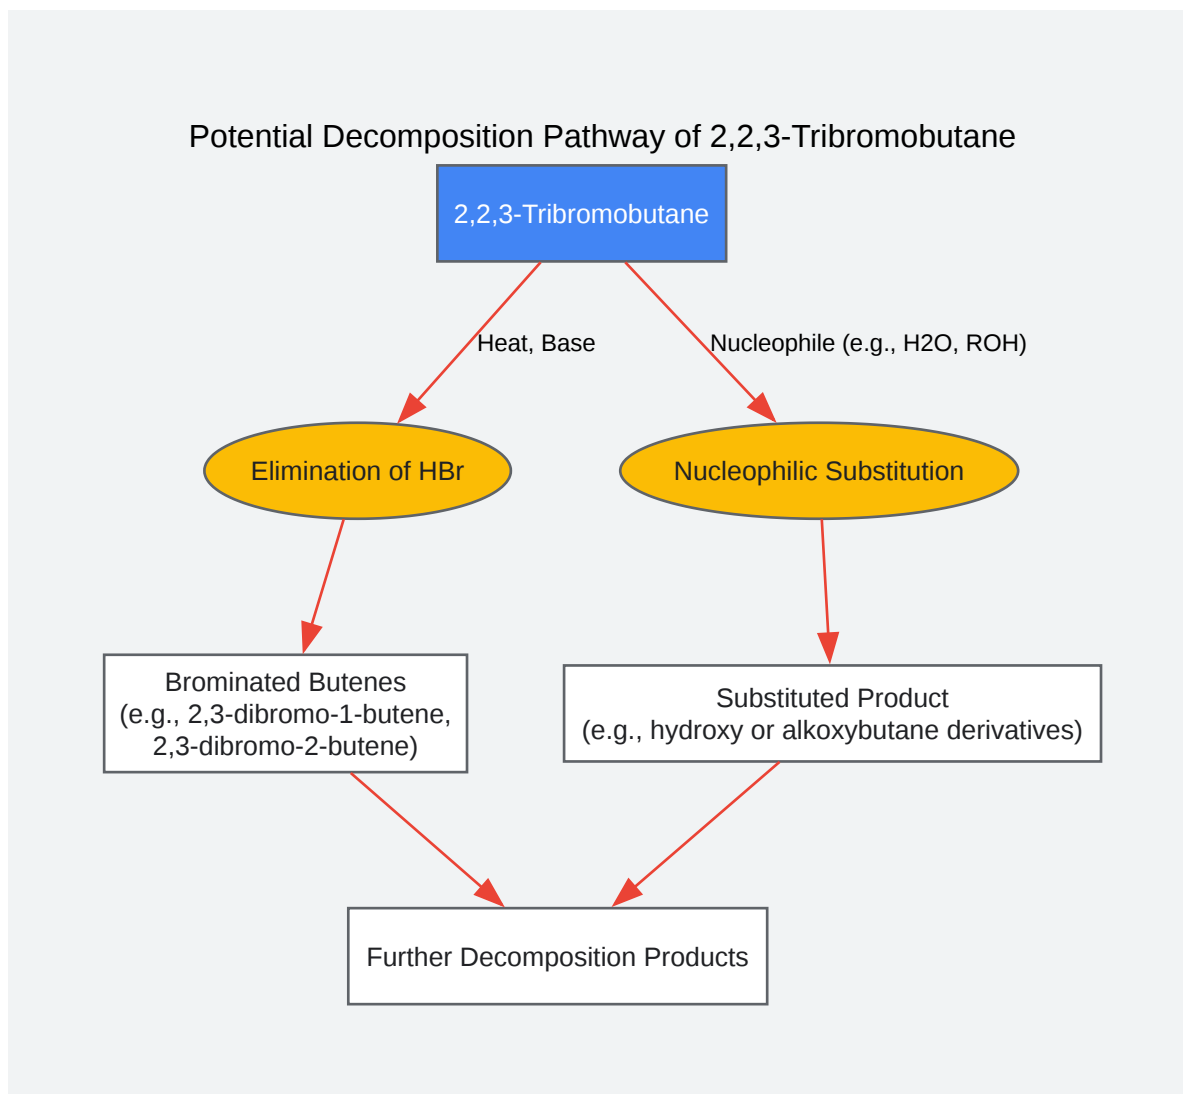 Potential Decomposition Pathway of 2,2,3-Tribromobutane
2,2,3-Tribromobutane
Heat, Base
Nucleophile (e.g., H2O, ROH)
Elimination of HBr
Nucleophilic Substitution
Brominated Butenes
(e.g., 2,3-dibromo-1-butene,
2,3-dibromo-2-butene)
Substituted Product
(e.g., hydroxy or alkoxybutane derivatives)
Further Decomposition Products